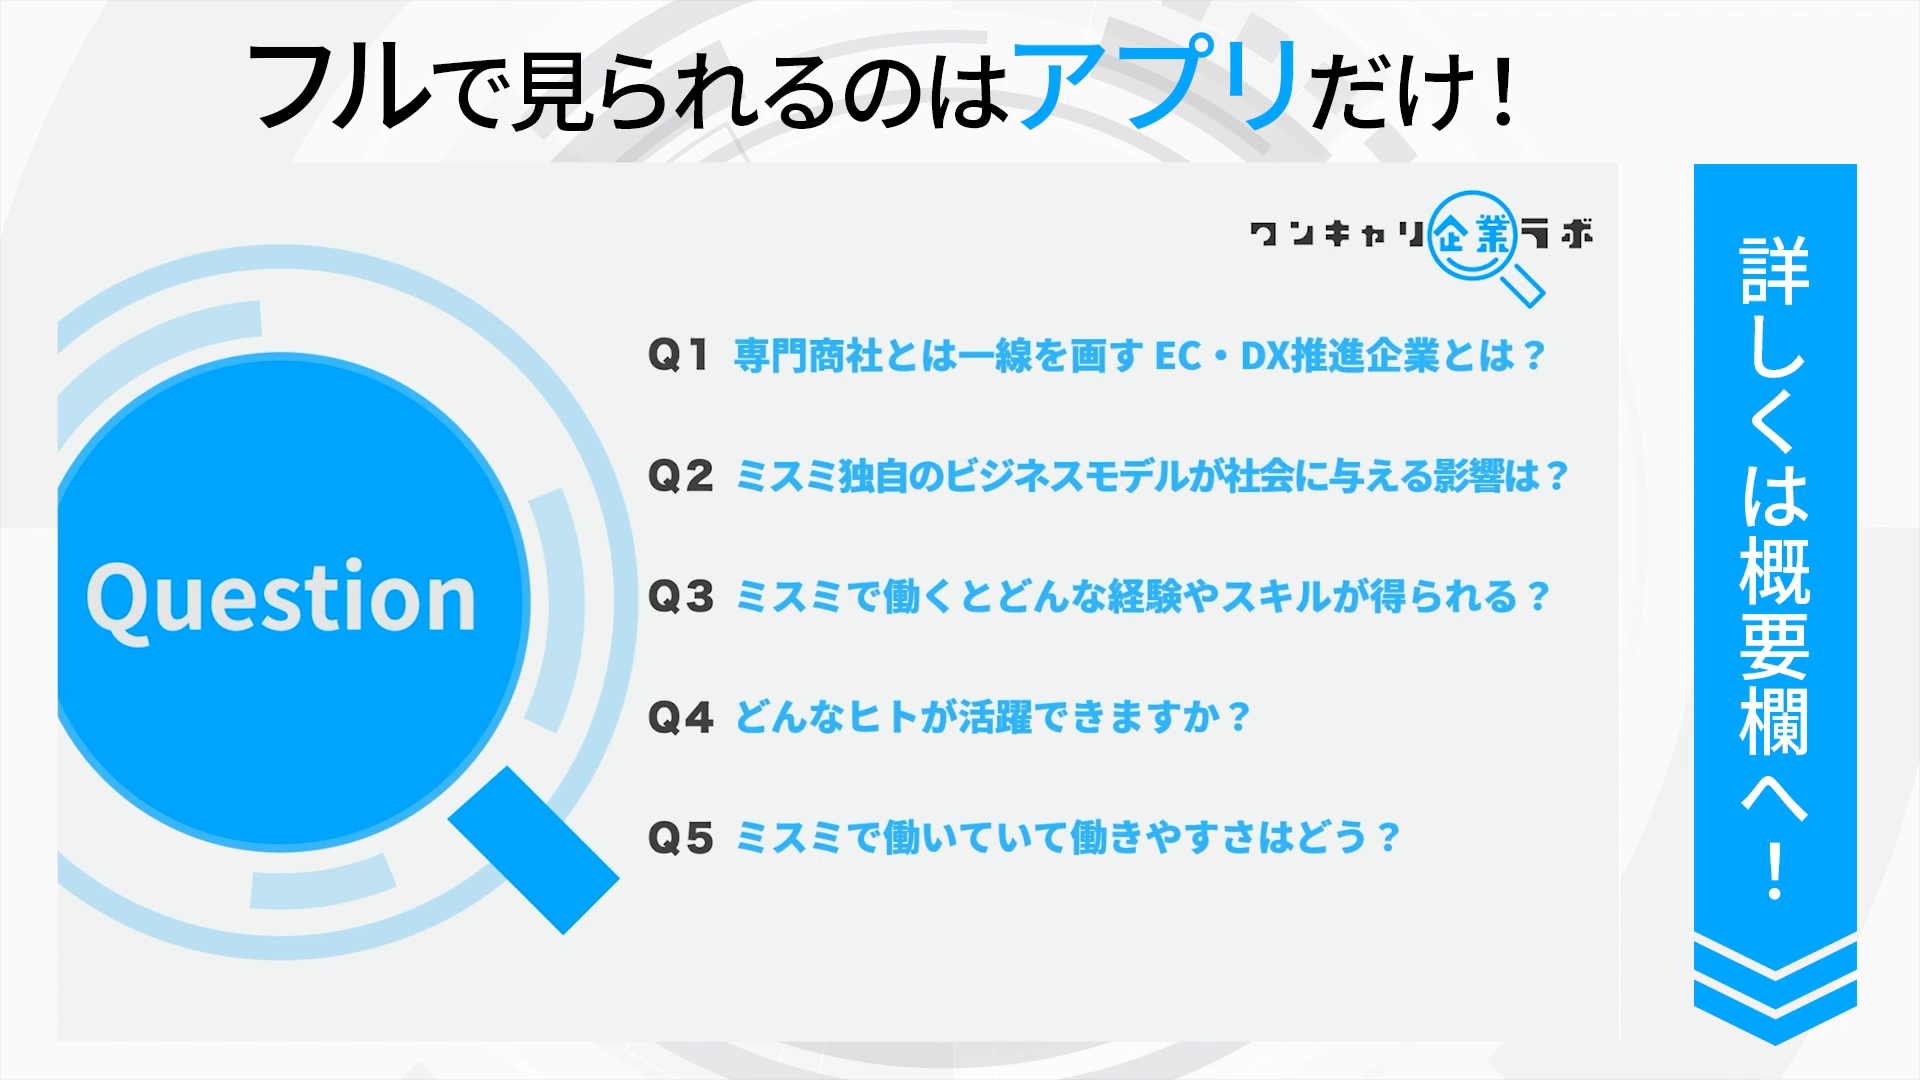 フルで見られるのはアプリだけ！
ワンキャリ企業ラボ
Question
Q1 専門商社とは一線を画す EC・DX推進企業とは？
Q2 ミスミ独自のビジネスモデルが社会に与える影響は？
Q3 ミスミで働くとどんな経験やスキルが得られる？
Q4 どんなヒトが活躍できますか？
Q5 ミスミで働いていて働きやすさはどう？
詳しくは概要欄へ！